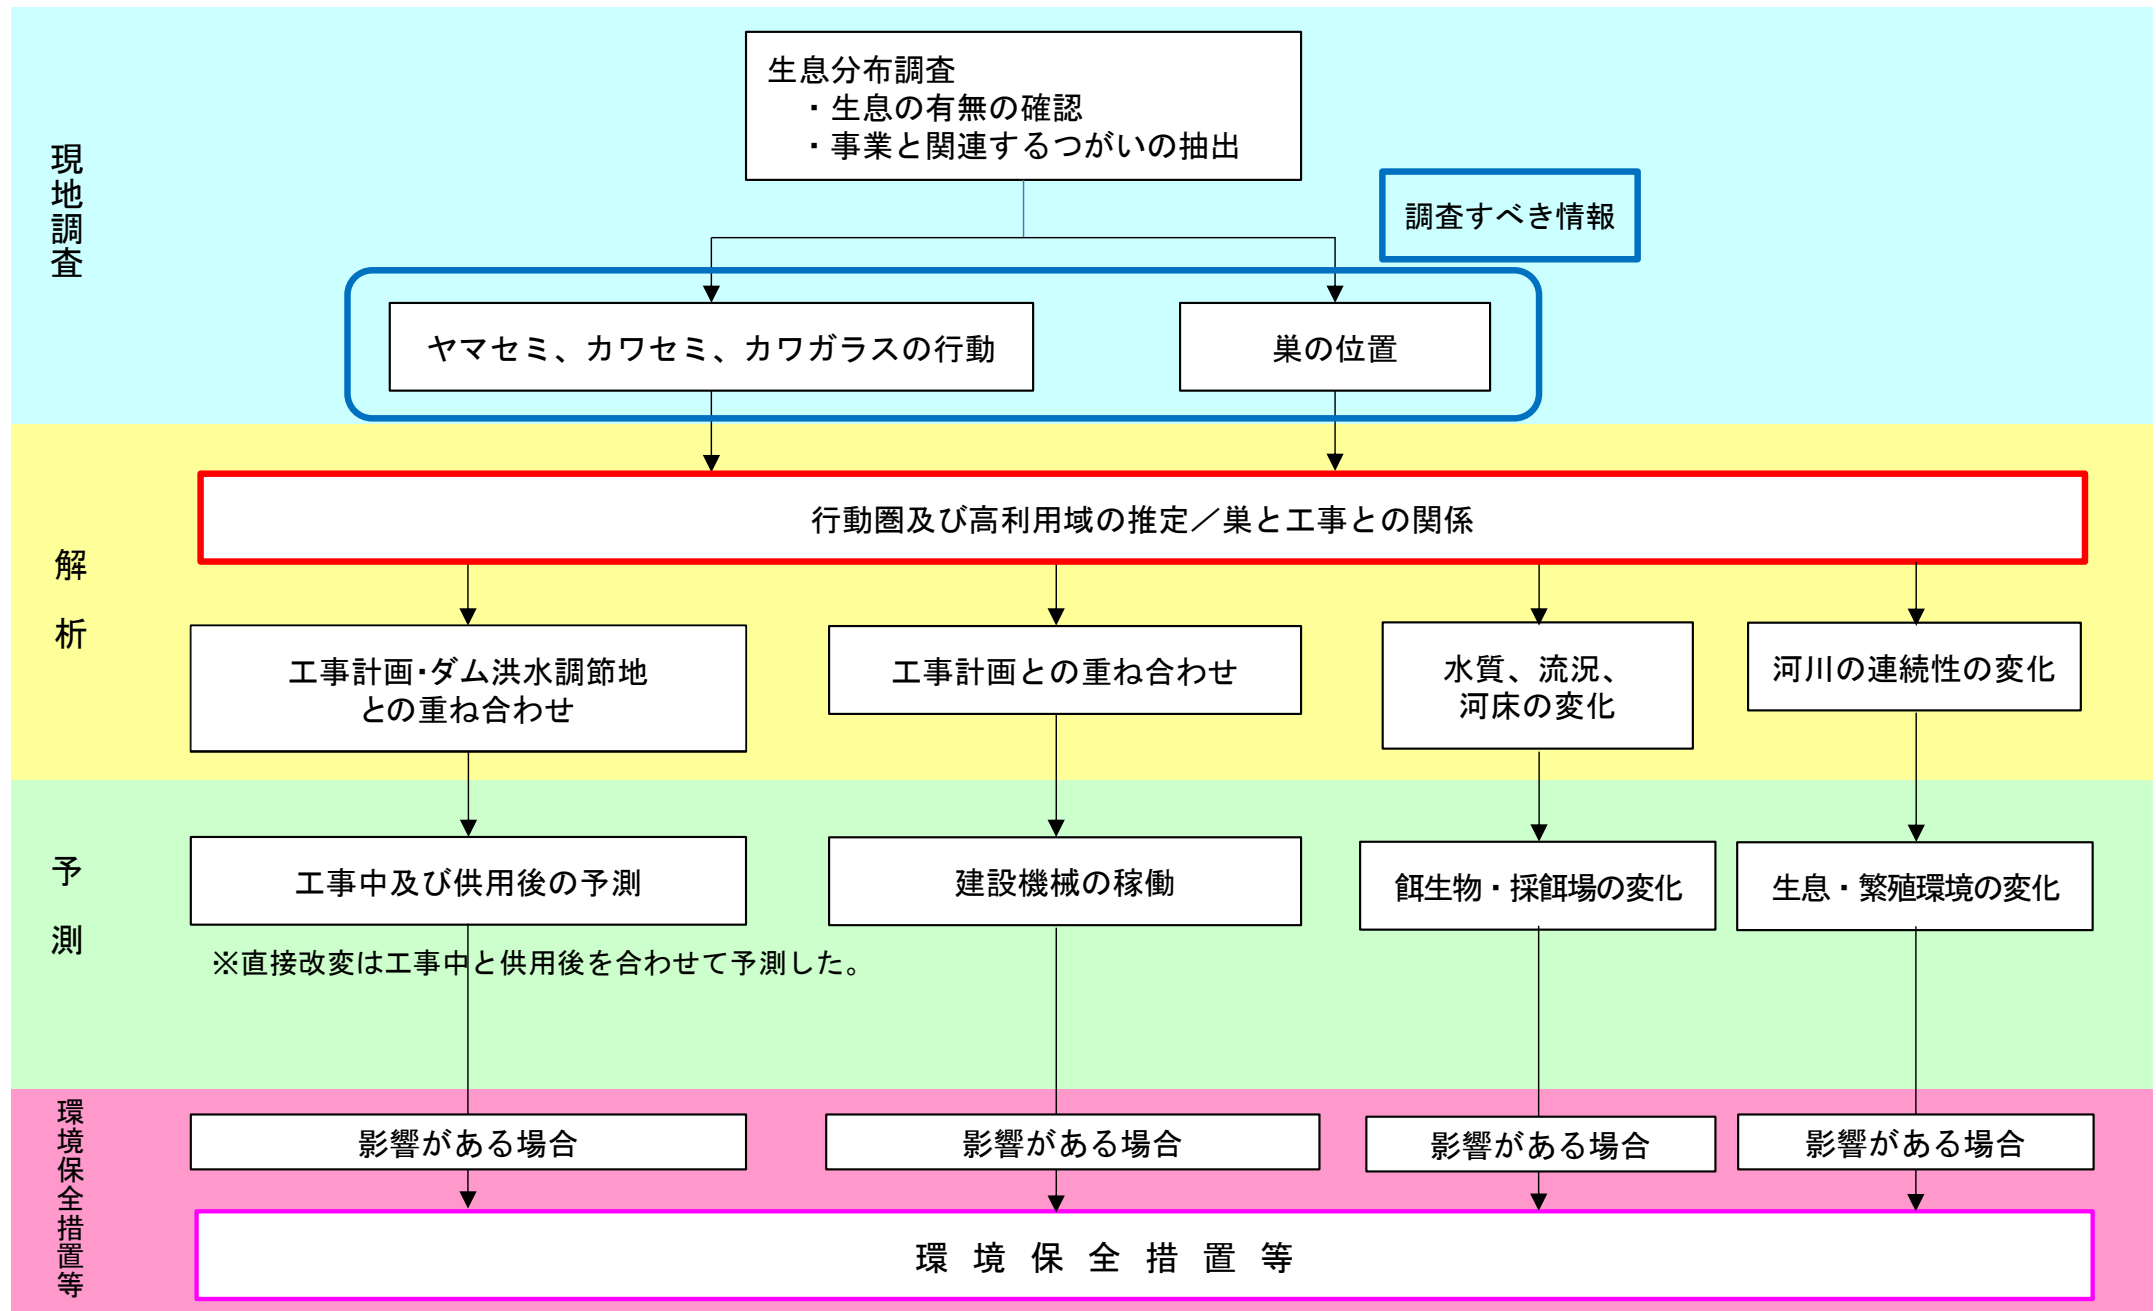 現地調査
生息分布調査
・生息の有無の確認
・事業と関連するつがいの抽出
調査すべき情報
ヤマセミ、カワセミ、カワガラスの行動
巣の位置
解析
行動圏及び高利用域の推定／巣と工事との関係
工事計画・ダム洪水調節地
との重ね合わせ
工事計画との重ね合わせ
水質、流況、
河床の変化
河川の連続性の変化
予測
工事中及び供用後の予測
建設機械の稼働
餌生物・採餌場の変化
生息・繁殖環境の変化
※直接改変は工事中と供用後を合わせて予測した。
環境保全措置等
影響がある場合
影響がある場合
影響がある場合
影響がある場合
環境保全措置等